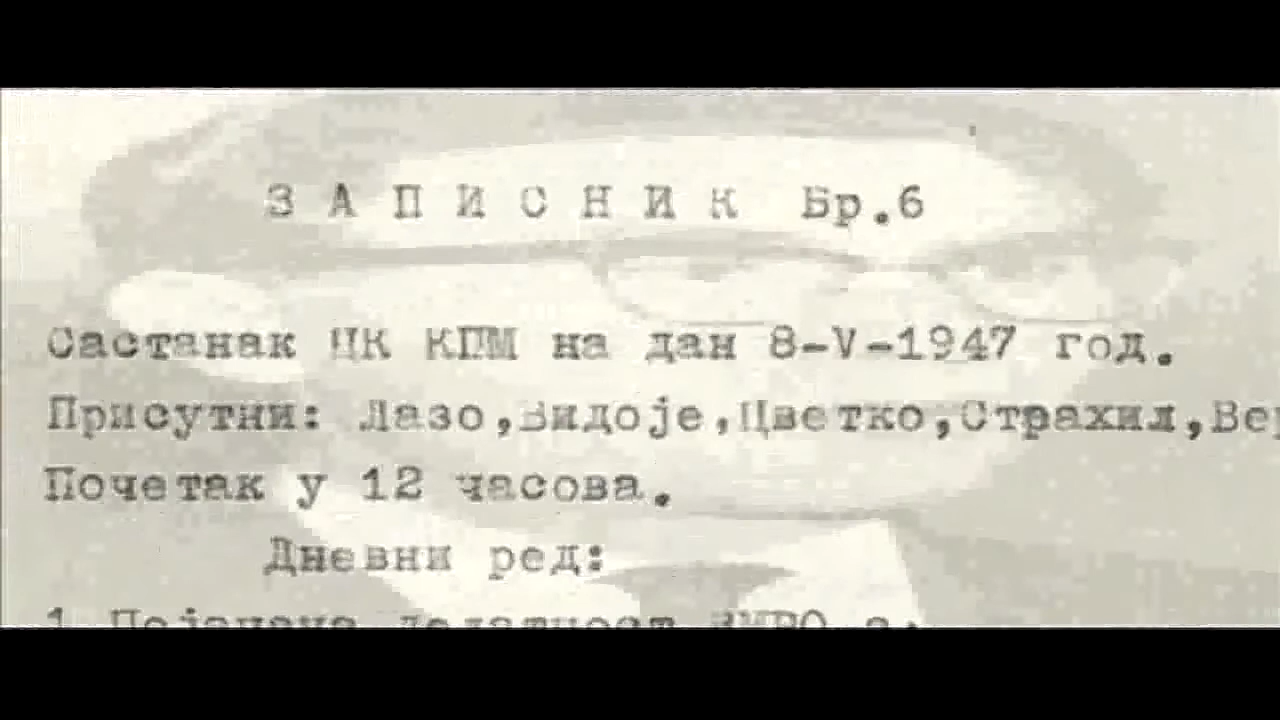 ЗАПИСНИК Бр.6
Састанак ЦК КПМ на дан 8-V-1947 год.
Присутни: Лазо,Видоје,Цветко,Страхил,
Почетак у 12 часова.
Дневни ред:
1